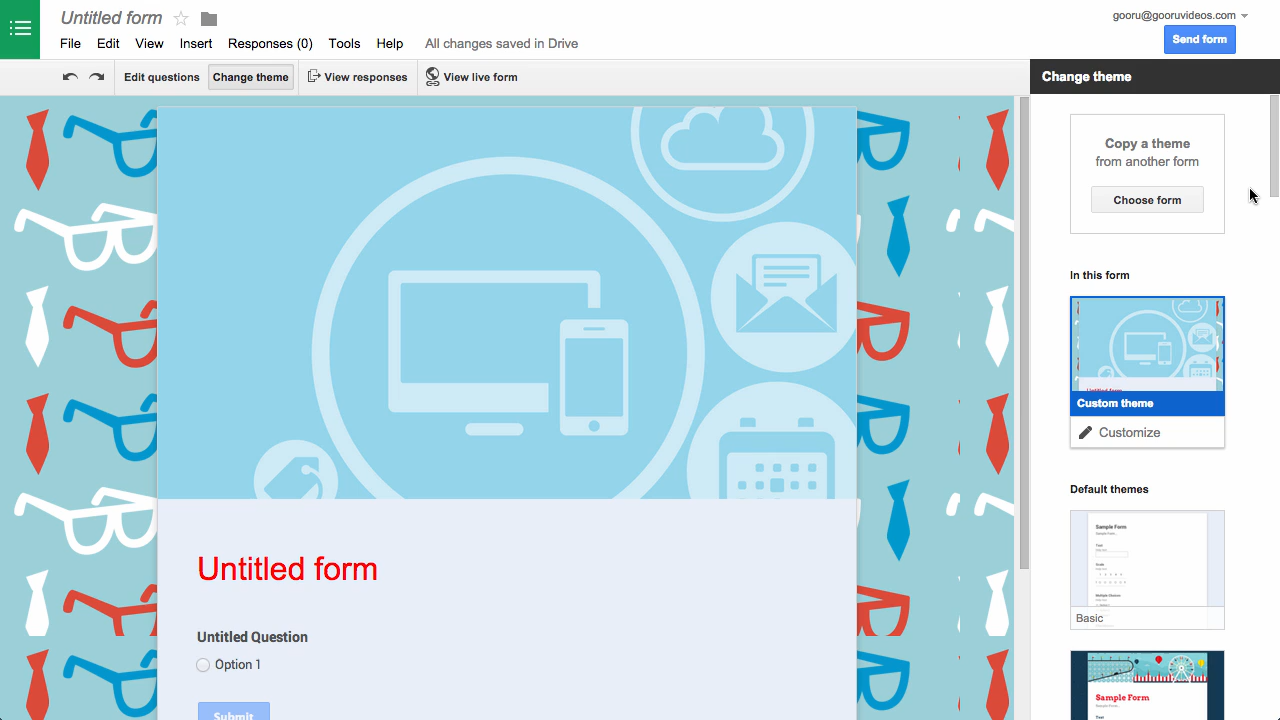 Untitled form
gooru@gooruvideos.com
File Edit View Insert Responses (0) Tools Help All changes saved in Drive
Send form
Edit questions Change theme View responses View live form
Change theme
Copy a theme
from another form
Choose form
In this form
Untitled form
Custom theme
Customize
Default themes
Sample Form
Basic
Sample Form
Untitled form
Untitled Question
Option 1
Submit